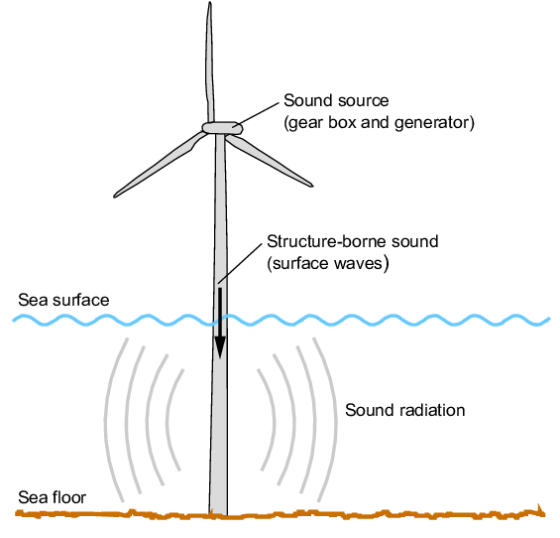 Sound source
(gear box and generator)
Structure-borne sound
(surface waves)
Sea surface
Sound radiation
Sea floor